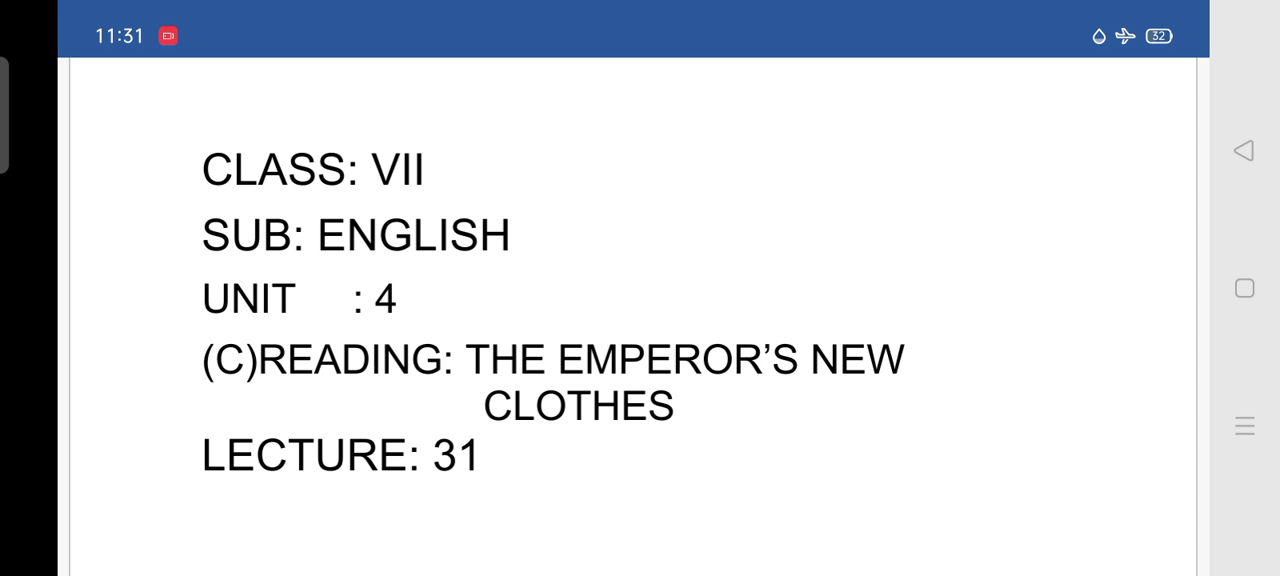 11:31
32
CLASS: VII
SUB: ENGLISH
UNIT : 4
(C)READING: THE EMPEROR’S NEW
CLOTHES
LECTURE: 31